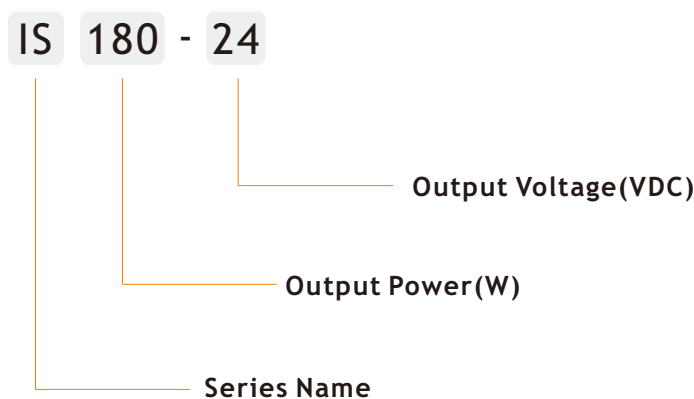 IS 180 - 24
Output Voltage(VDC)
Output Power(W)
Series Name